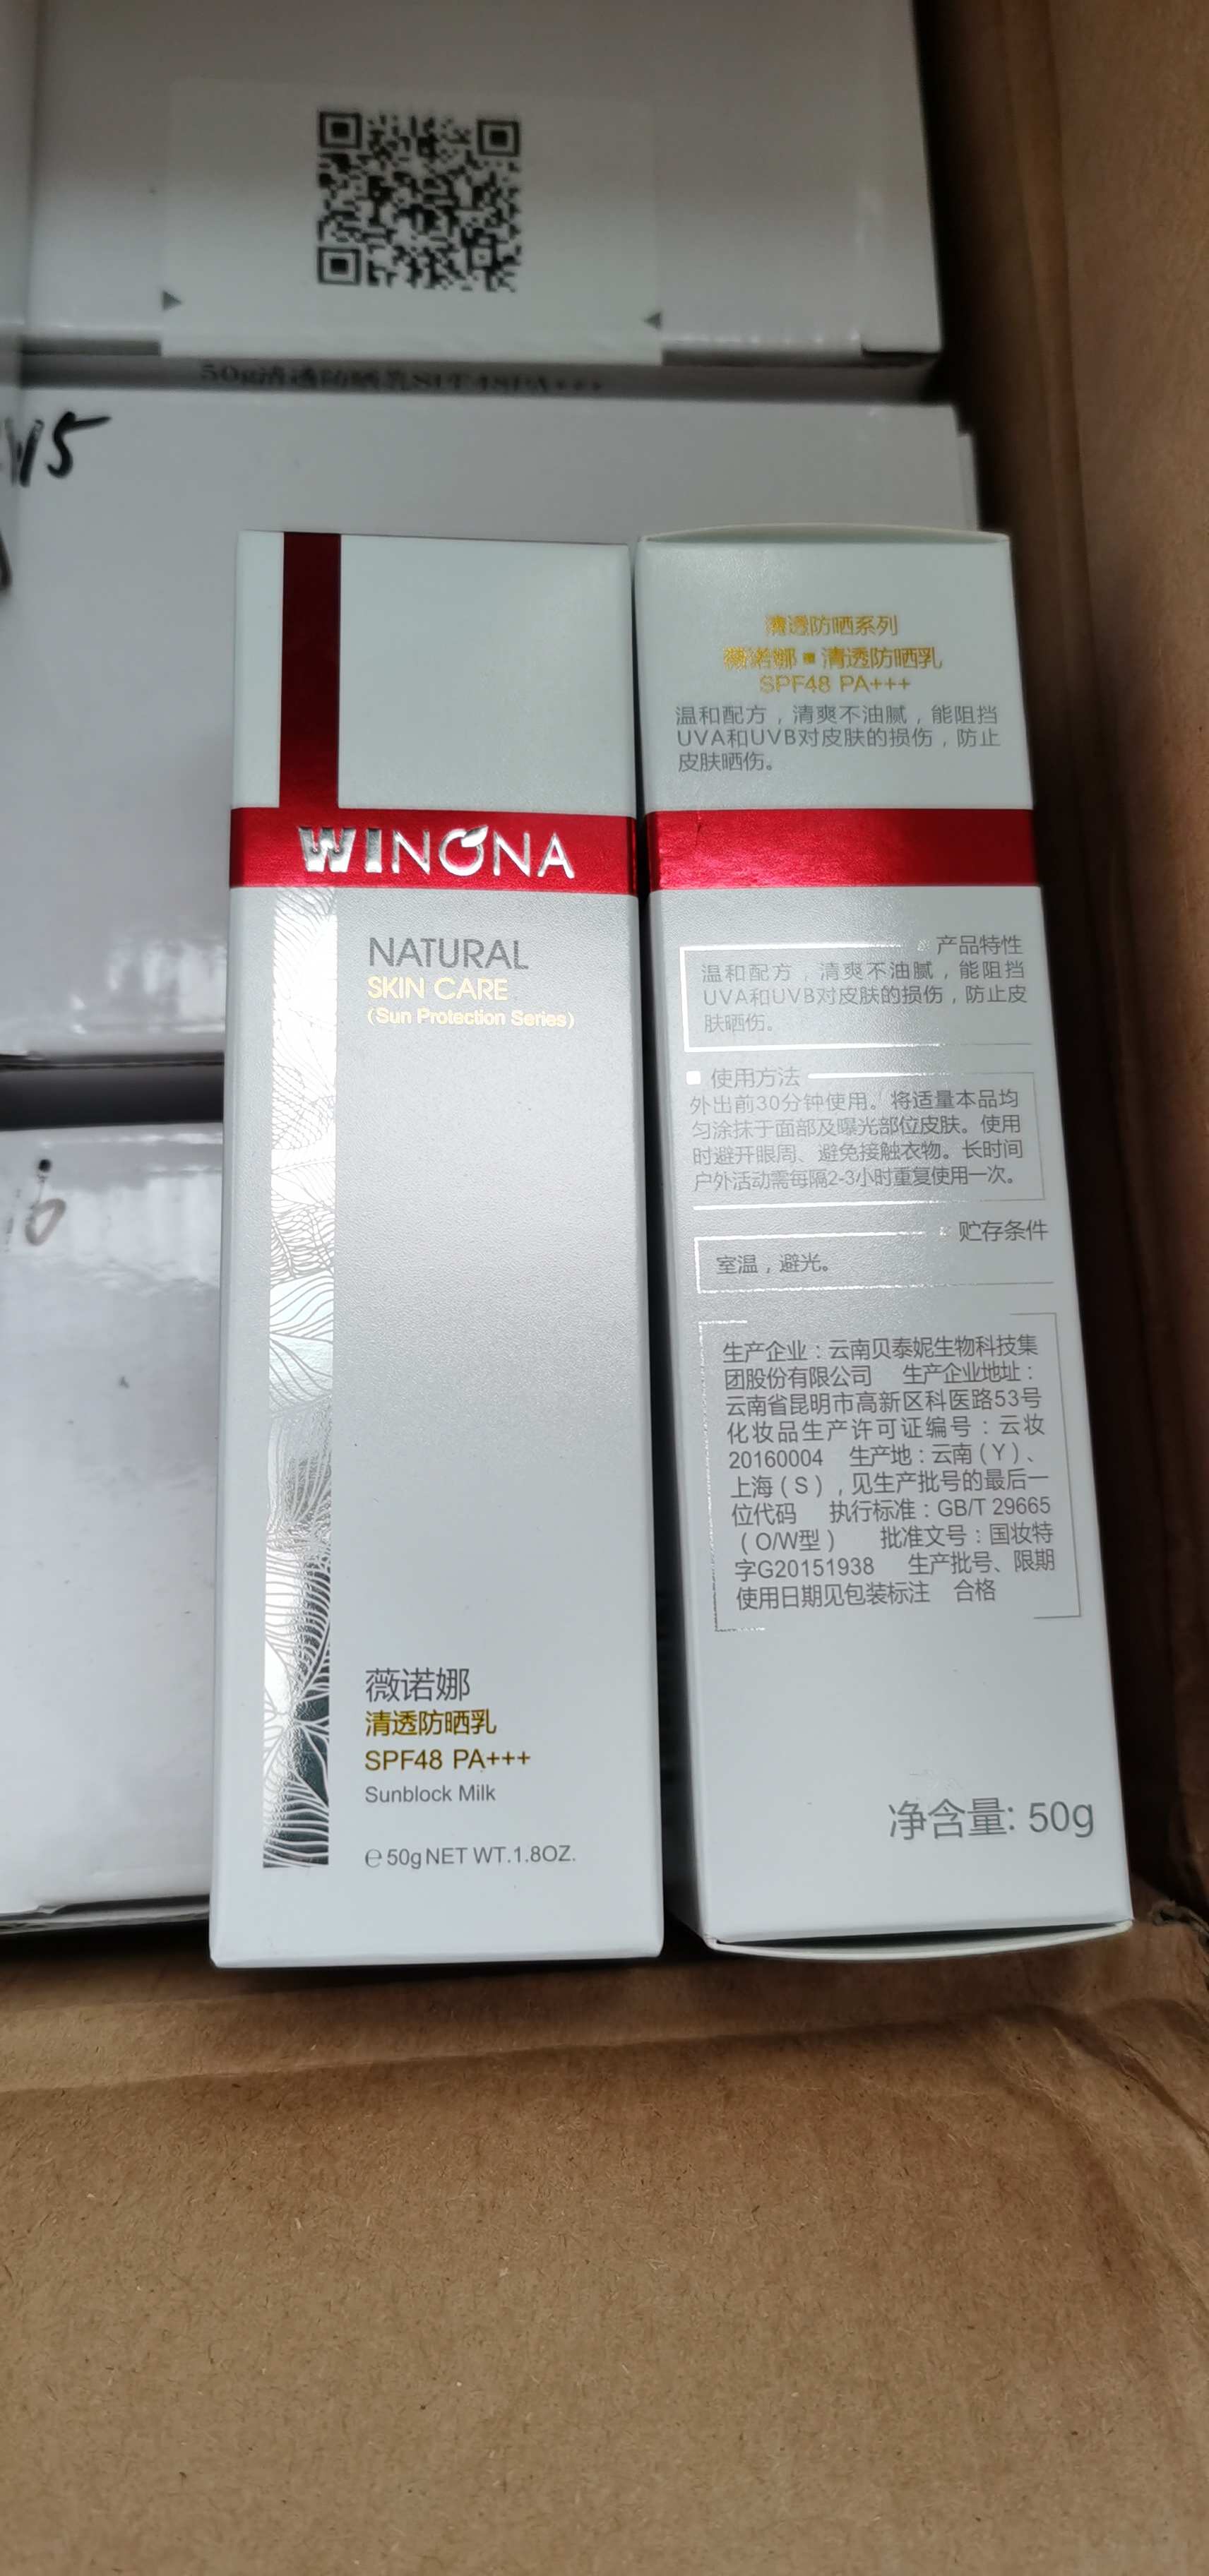 50g清透防晒乳SPF48PA+++
15
WINONA
NATURAL
SKIN CARE
(Sun Protection Series)
薇诺娜
清透防晒乳
SPF48 PA+++
Sunblock Milk
℮ 50g NET WT.1.8OZ.
清透防晒系列
薇诺娜■清透防晒乳
SPF48 PA+++
温和配方，清爽不油腻，能阻挡
UVA和UVB对皮肤的损伤，防止
皮肤晒伤。
产品特性
温和配方，清爽不油腻，能阻挡
UVA和UVB对皮肤的损伤，防止皮
肤晒伤。
使用方法
外出前30分钟使用。将适量本品均
匀涂抹于面部及曝光部位皮肤。使用
时避开眼周、避免接触衣物。长时间
户外活动需每隔2-3小时重复使用一次。
贮存条件
室温，避光。
生产企业：云南贝泰妮生物科技集
团股份有限公司 生产企业地址：
云南省昆明市高新区科医路53号
化妆品生产许可证编号：云妆
20160004 生产地：云南（Y）、
上海（S），见生产批号的最后一
位代码 执行标准：GB/T 29665
（O/W型） 批准文号：国妆特
字G20151938 生产批号、限期
使用日期见包装标注 合格
净含量: 50g